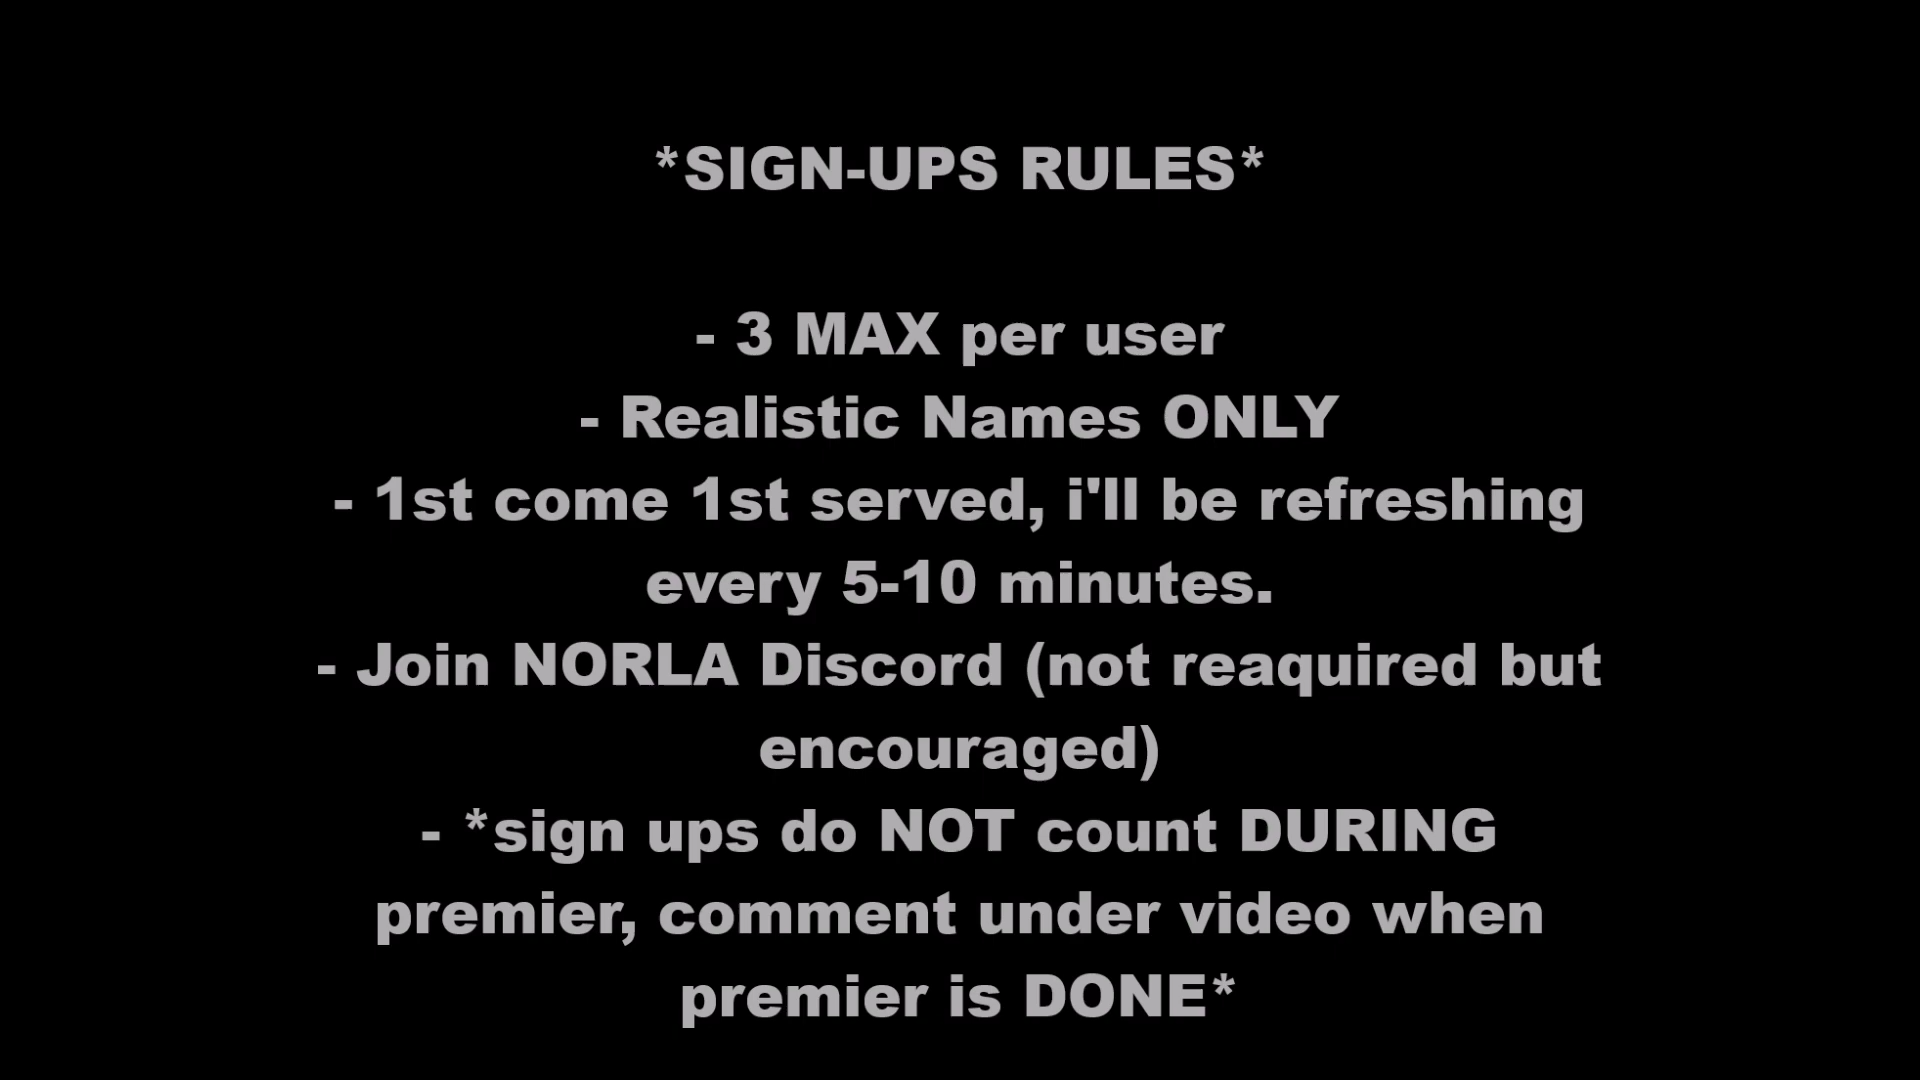 *SIGN-UPS RULES*
- 3 MAX per user
- Realistic Names ONLY
- 1st come 1st served, i'll be refreshing
every 5-10 minutes.
- Join NORLA Discord (not reaquired but
encouraged)
- *sign ups do NOT count DURING
premier, comment under video when
premier is DONE*